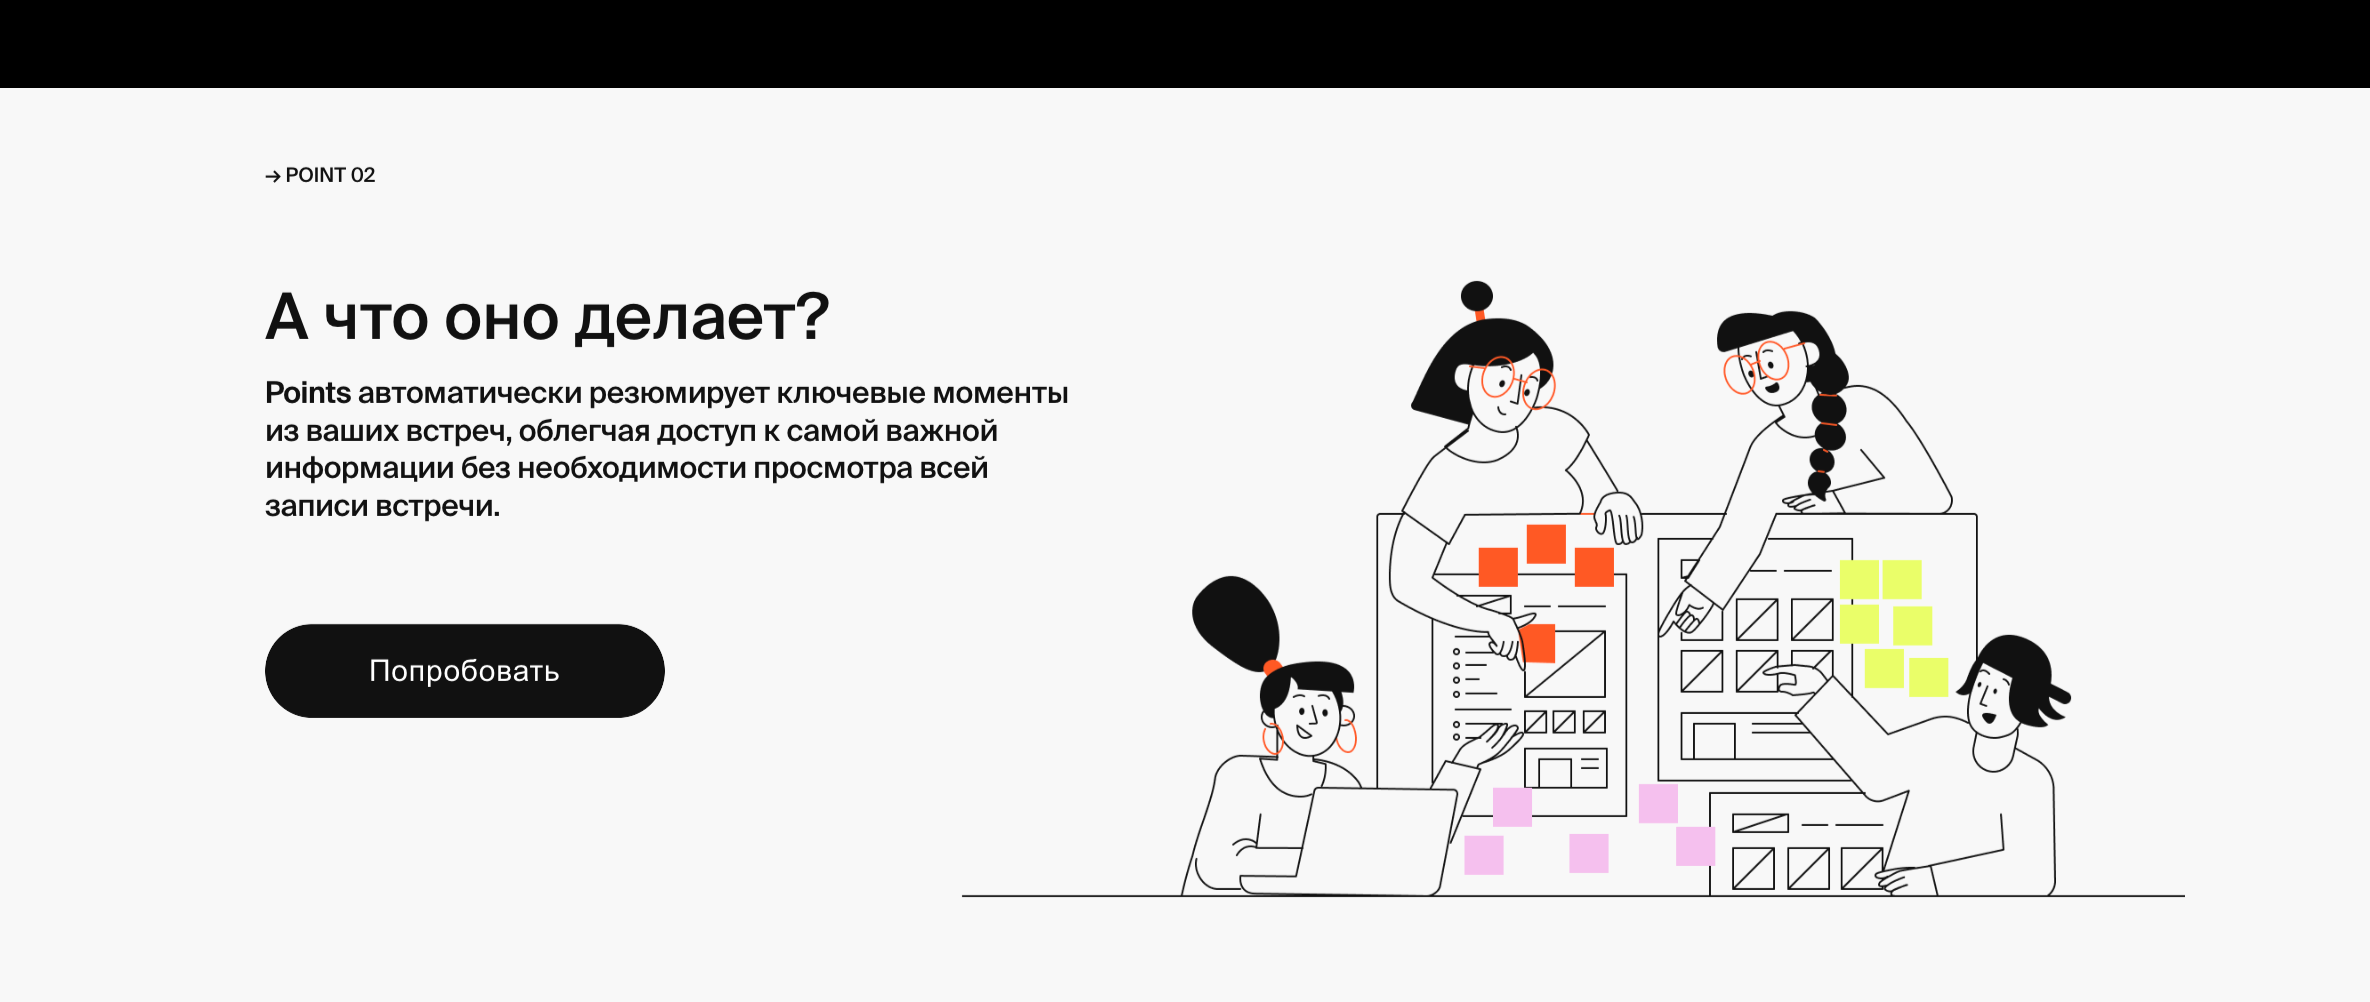 → POINT 02
А что оно делает?
Points автоматически резюмирует ключевые моменты
из ваших встреч, облегчая доступ к самой важной
информации без необходимости просмотра всей
записи встречи.
Попробовать